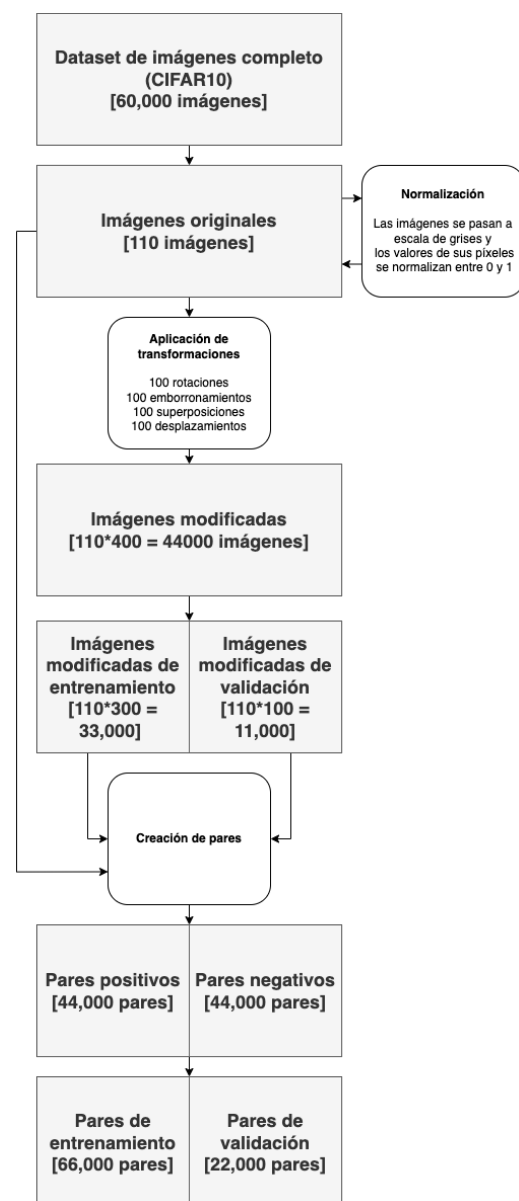 Dataset de imágenes completo
(CIFAR10)
[60,000 imágenes]
Imágenes originales
[110 imágenes]
Normalización
Las imágenes se pasan a
escala de grises y
los valores de sus píxeles
se normalizan entre 0 y 1
Aplicación de
transformaciones
100 rotaciones
100 emborronamientos
100 superposiciones
100 desplazamientos
Imágenes modificadas
[110*400 = 44000 imágenes]
Imágenes
modificadas de
entrenamiento
[110*300 =
33,000]
Imágenes
modificadas de
validación
[110*100 =
11,000]
Creación de pares
Pares positivos
[44,000 pares]
Pares negativos
[44,000 pares]
Pares de
entrenamiento
[66,000 pares]
Pares de
validación
[22,000 pares]